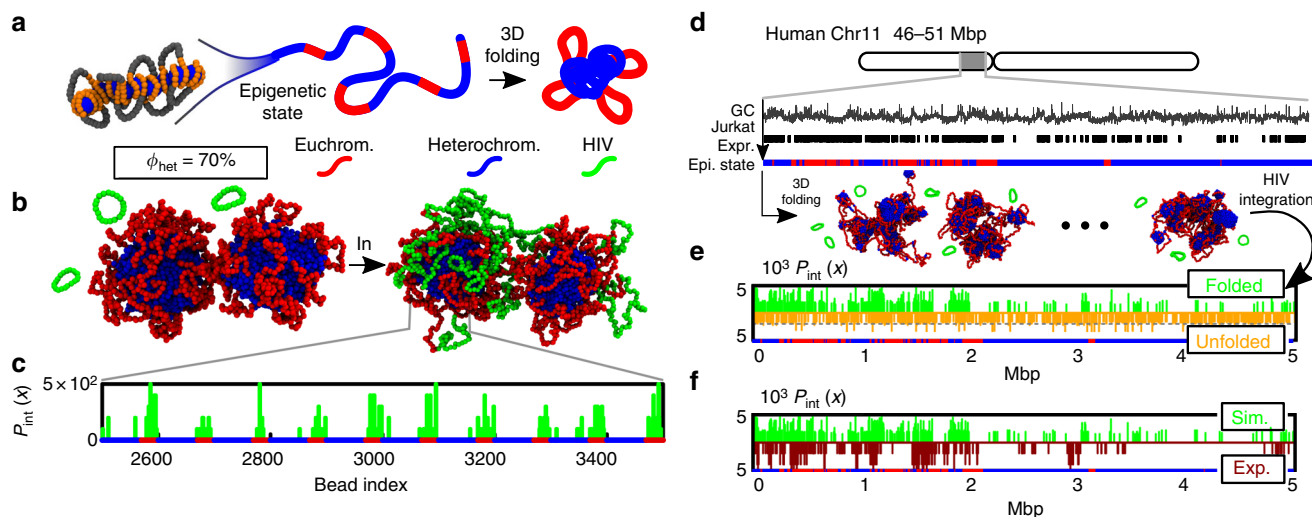 a
Epigenetic
state
3D
folding
ϕhet = 70%
Euchrom.
Heterochrom.
HIV
b
In
c
Pint (x)
5 × 10²
0
2600
2800
3000
3200
3400
Bead index
d
Human Chr11 46–51 Mbp
GC
Jurkat
Expr.
Epi. state
3D
folding
HIV
integration
e
10³ Pint (x)
5
5
Folded
Unfolded
0
1
2
3
4
5
Mbp
f
10³ Pint (x)
5
5
Sim.
Exp.
0
1
2
3
4
5
Mbp